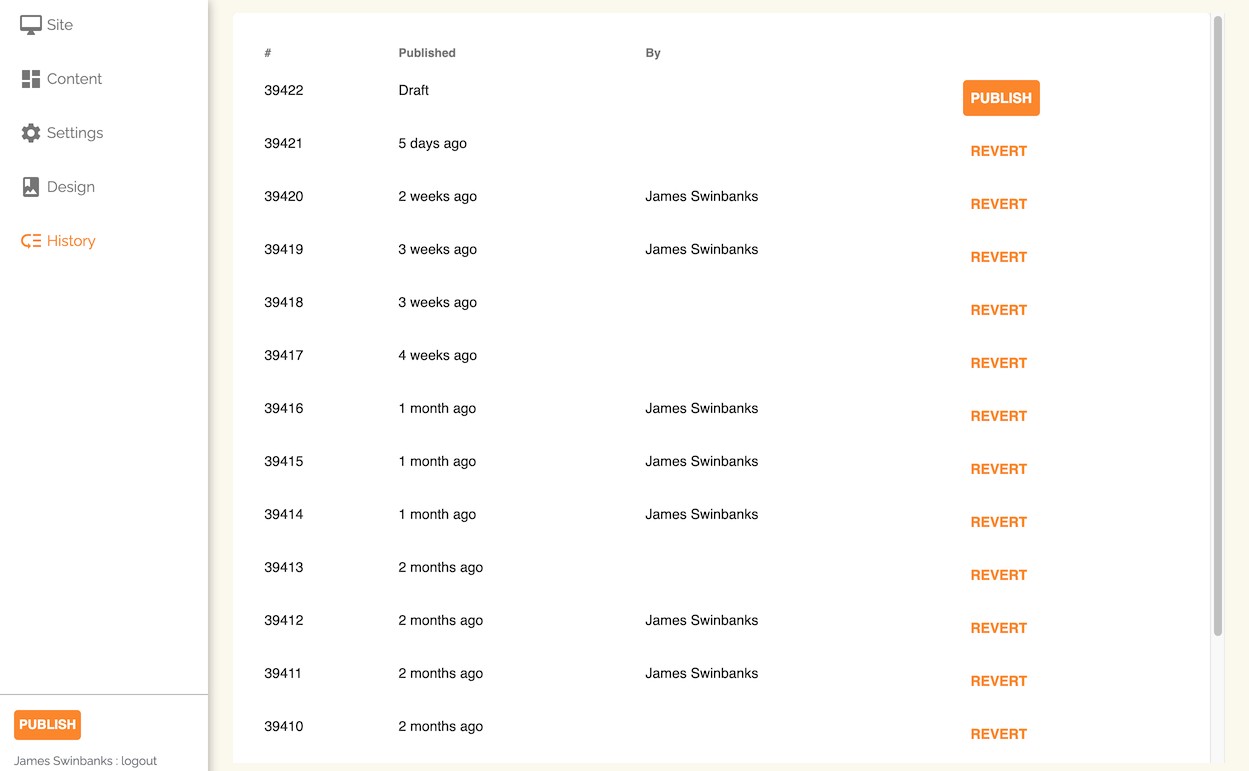 Site
Content
Settings
Design
History
PUBLISH
James Swinbanks : logout
# Published By
39422 Draft PUBLISH
39421 5 days ago REVERT
39420 2 weeks ago James Swinbanks REVERT
39419 3 weeks ago James Swinbanks REVERT
39418 3 weeks ago REVERT
39417 4 weeks ago REVERT
39416 1 month ago James Swinbanks REVERT
39415 1 month ago James Swinbanks REVERT
39414 1 month ago James Swinbanks REVERT
39413 2 months ago REVERT
39412 2 months ago James Swinbanks REVERT
39411 2 months ago James Swinbanks REVERT
39410 2 months ago REVERT